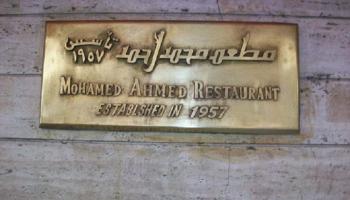 مطعم محمد أحمد
تأسس
١٩٥٧
MOHAMED AHMED RESTAURANT
ESTABLISHED IN 1957